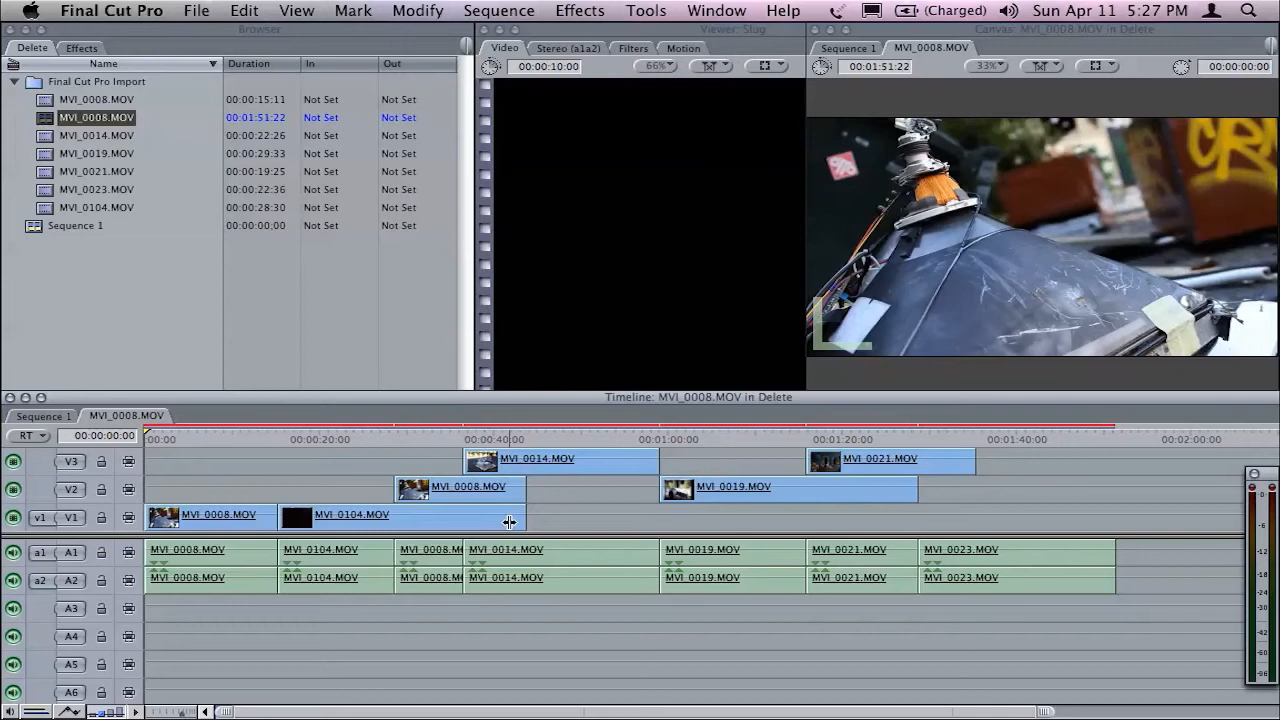 Final Cut Pro File Edit View Mark Modify Sequence Effects Tools Window Help (Charged) Sun Apr 11 5:27 PM
Browser
Viewer: Slug
Canvas: MVI_0008.MOV in Delete
Delete Effects
Video Stereo (a1a2) Filters Motion
Sequence 1 MVI_0008.MOV
Name Duration In Out
00:00:10:00 66%
00:01:51:22 33% 00:00:00:00
Final Cut Pro Import
MVI_0008.MOV 00:00:15:11 Not Set Not Set
MVI_0008.MOV 00:01:51:22 Not Set Not Set
MVI_0014.MOV 00:00:22:26 Not Set Not Set
MVI_0019.MOV 00:00:29:33 Not Set Not Set
MVI_0021.MOV 00:00:19:25 Not Set Not Set
MVI_0023.MOV 00:00:22:36 Not Set Not Set
MVI_0104.MOV 00:00:28:30 Not Set Not Set
Sequence 1 00:00:00;00 Not Set Not Set
Timeline: MVI_0008.MOV in Delete
Sequence 1 MVI_0008.MOV
RT 00:00:00:00 00:00 00:00:20:00 00:00:40:00 00:01:00:00 00:01:20:00 00:01:40:00 00:02:00:00
V3 MVI_0014.MOV MVI_0021.MOV
V2 MVI_0008.MOV MVI_0019.MOV
v1 V1 MVI_0008.MOV MVI_0104.MOV
a1 A1 MVI_0008.MOV MVI_0104.MOV MVI_0008.M MVI_0014.MOV MVI_0019.MOV MVI_0021.MOV MVI_0023.MOV
a2 A2 MVI_0008.MOV MVI_0104.MOV MVI_0008.M MVI_0014.MOV MVI_0019.MOV MVI_0021.MOV MVI_0023.MOV
A3
A4
A5
A6
0
-6
-12
-18
-24
-30
-42
-66
-96